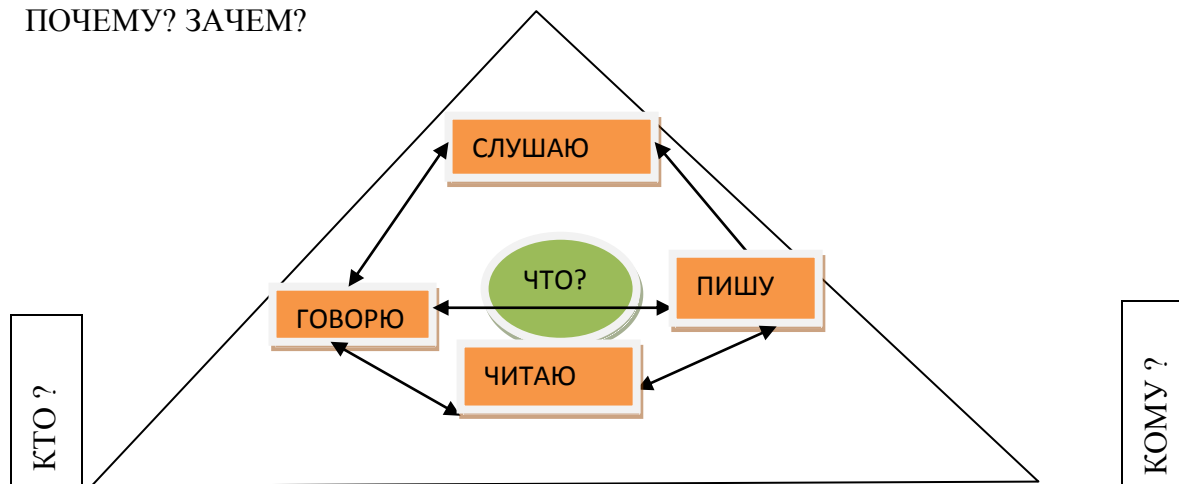 ПОЧЕМУ? ЗАЧЕМ?
СЛУШАЮ
ЧТО?
ПИШУ
ГОВОРЮ
ЧИТАЮ
КТО ?
КОМУ ?